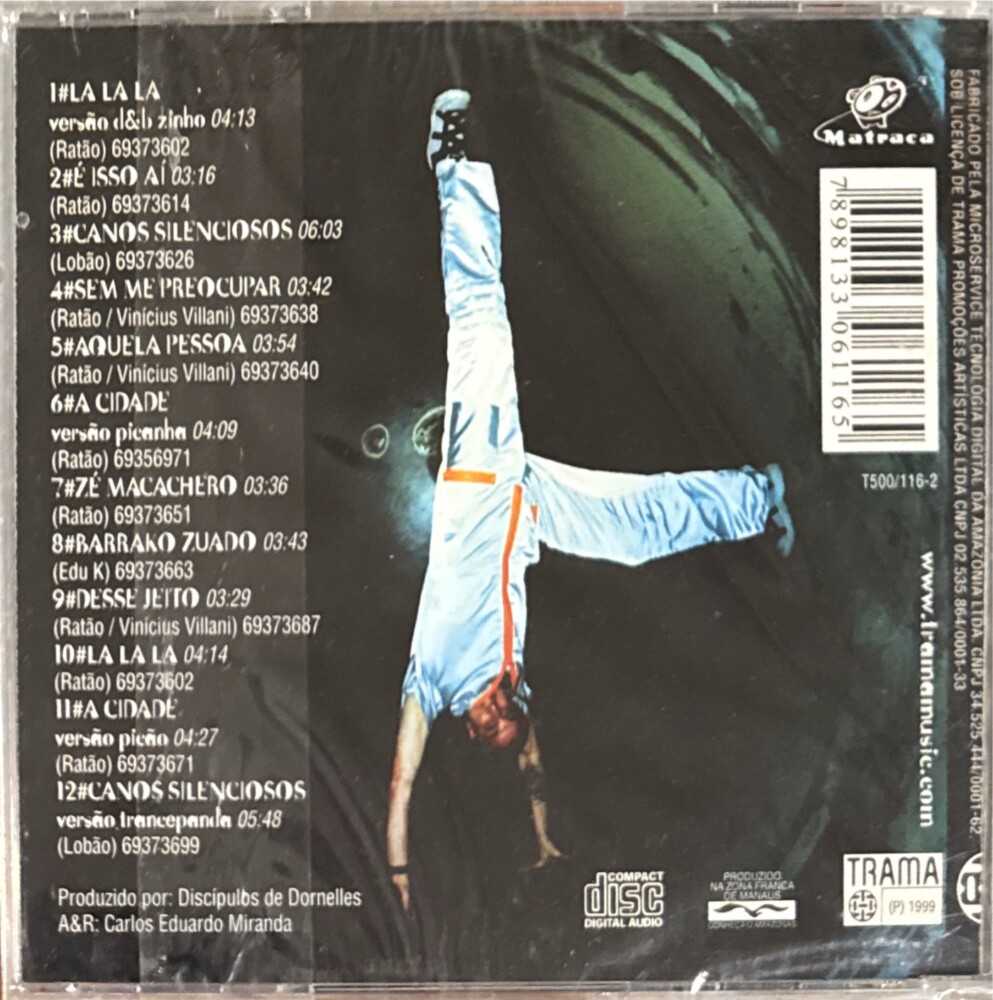 1#LA LA LA
versão d&b zinho 04:13
(Ratão) 69373602
2#É ISSO AÍ 03:16
(Ratão) 69373614
3#CANOS SILENCIOSOS 06:03
(Lobão) 69373626
4#SEM ME PREOCUPAR 03:42
(Ratão / Vinícius Villani) 69373638
5#AQUELA PESSOA 03:54
(Ratão / Vinícius Villani) 69373640
6#A CIDADE
versão picanha 04:09
(Ratão) 69356971
7#ZÉ MACACHERO 03:36
(Ratão) 69373651
8#BARRAKO ZUADO 03:43
(Edu K) 69373663
9#DESSE JEITO 03:29
(Ratão / Vinícius Villani) 69373687
10#LA LA LA 04:14
(Ratão) 69373602
11#A CIDADE
versão picão 04:27
(Ratão) 69373671
12#CANOS SILENCIOSOS
versão trancepanda 05:48
(Lobão) 69373699
Produzido por: Discípulos de Dornelles
A&R: Carlos Eduardo Miranda
Matraca
7 898133 061165
T500/116-2
www.tramamusic.com
FABRICADO PELA MICROSERVICE TECNOLOGIA DIGITAL DA AMAZÔNIA LTDA. CNPJ 34 525 444/0001-62.
SOB LICENÇA DE TRAMA PROMOÇÕES ARTÍSTICAS LTDA CNPJ 02 535 864/0001-33
COMPACT
disc
DIGITAL AUDIO
PRODUZIDO
NA ZONA FRANCA
DE MANAUS
CONHEÇA O AMAZONAS
TRAMA
(P) 1999